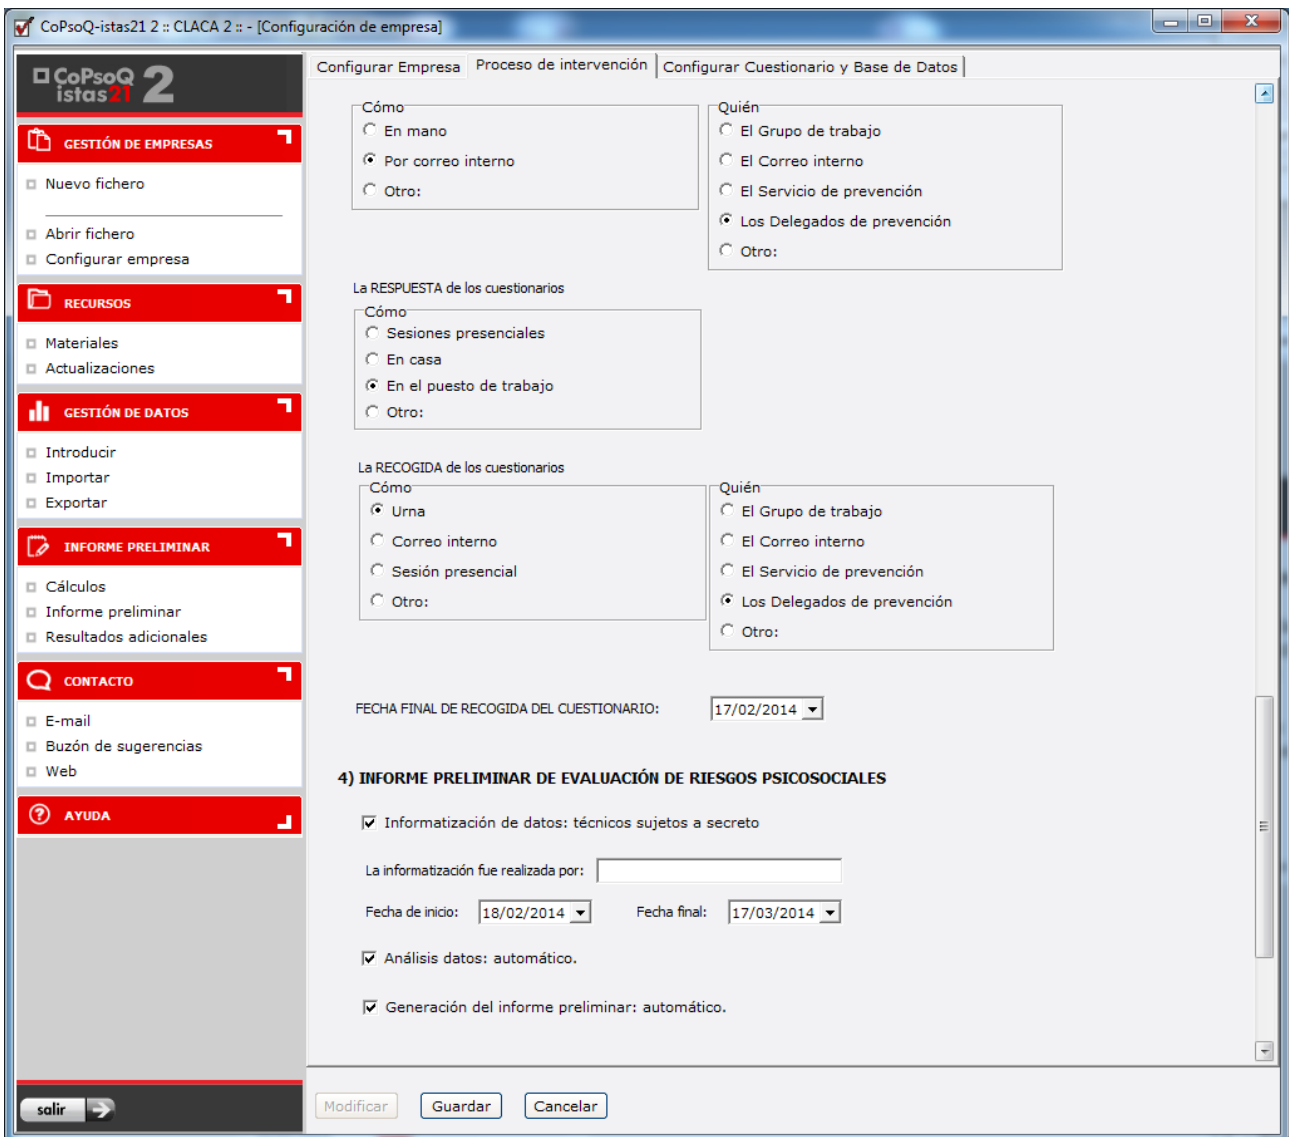 CoPsoQ-istas21 2 :: CLACA 2 :: - [Configuración de empresa]
CoPsoQ 2
istas21
GESTIÓN DE EMPRESAS
Nuevo fichero
Abrir fichero
Configurar empresa
RECURSOS
Materiales
Actualizaciones
GESTIÓN DE DATOS
Introducir
Importar
Exportar
INFORME PRELIMINAR
Cálculos
Informe preliminar
Resultados adicionales
CONTACTO
E-mail
Buzón de sugerencias
Web
AYUDA
salir
Configurar Empresa Proceso de intervención Configurar Cuestionario y Base de Datos
Cómo
En mano
Por correo interno
Otro:
Quién
El Grupo de trabajo
El Correo interno
El Servicio de prevención
Los Delegados de prevención
Otro:
La RESPUESTA de los cuestionarios
Cómo
Sesiones presenciales
En casa
En el puesto de trabajo
Otro:
La RECOGIDA de los cuestionarios
Cómo
Urna
Correo interno
Sesión presencial
Otro:
Quién
El Grupo de trabajo
El Correo interno
El Servicio de prevención
Los Delegados de prevención
Otro:
FECHA FINAL DE RECOGIDA DEL CUESTIONARIO: 17/02/2014
4) INFORME PRELIMINAR DE EVALUACIÓN DE RIESGOS PSICOSOCIALES
Informatización de datos: técnicos sujetos a secreto
La informatización fue realizada por:
Fecha de inicio: 18/02/2014 Fecha final: 17/03/2014
Análisis datos: automático.
Generación del informe preliminar: automático.
Modificar Guardar Cancelar